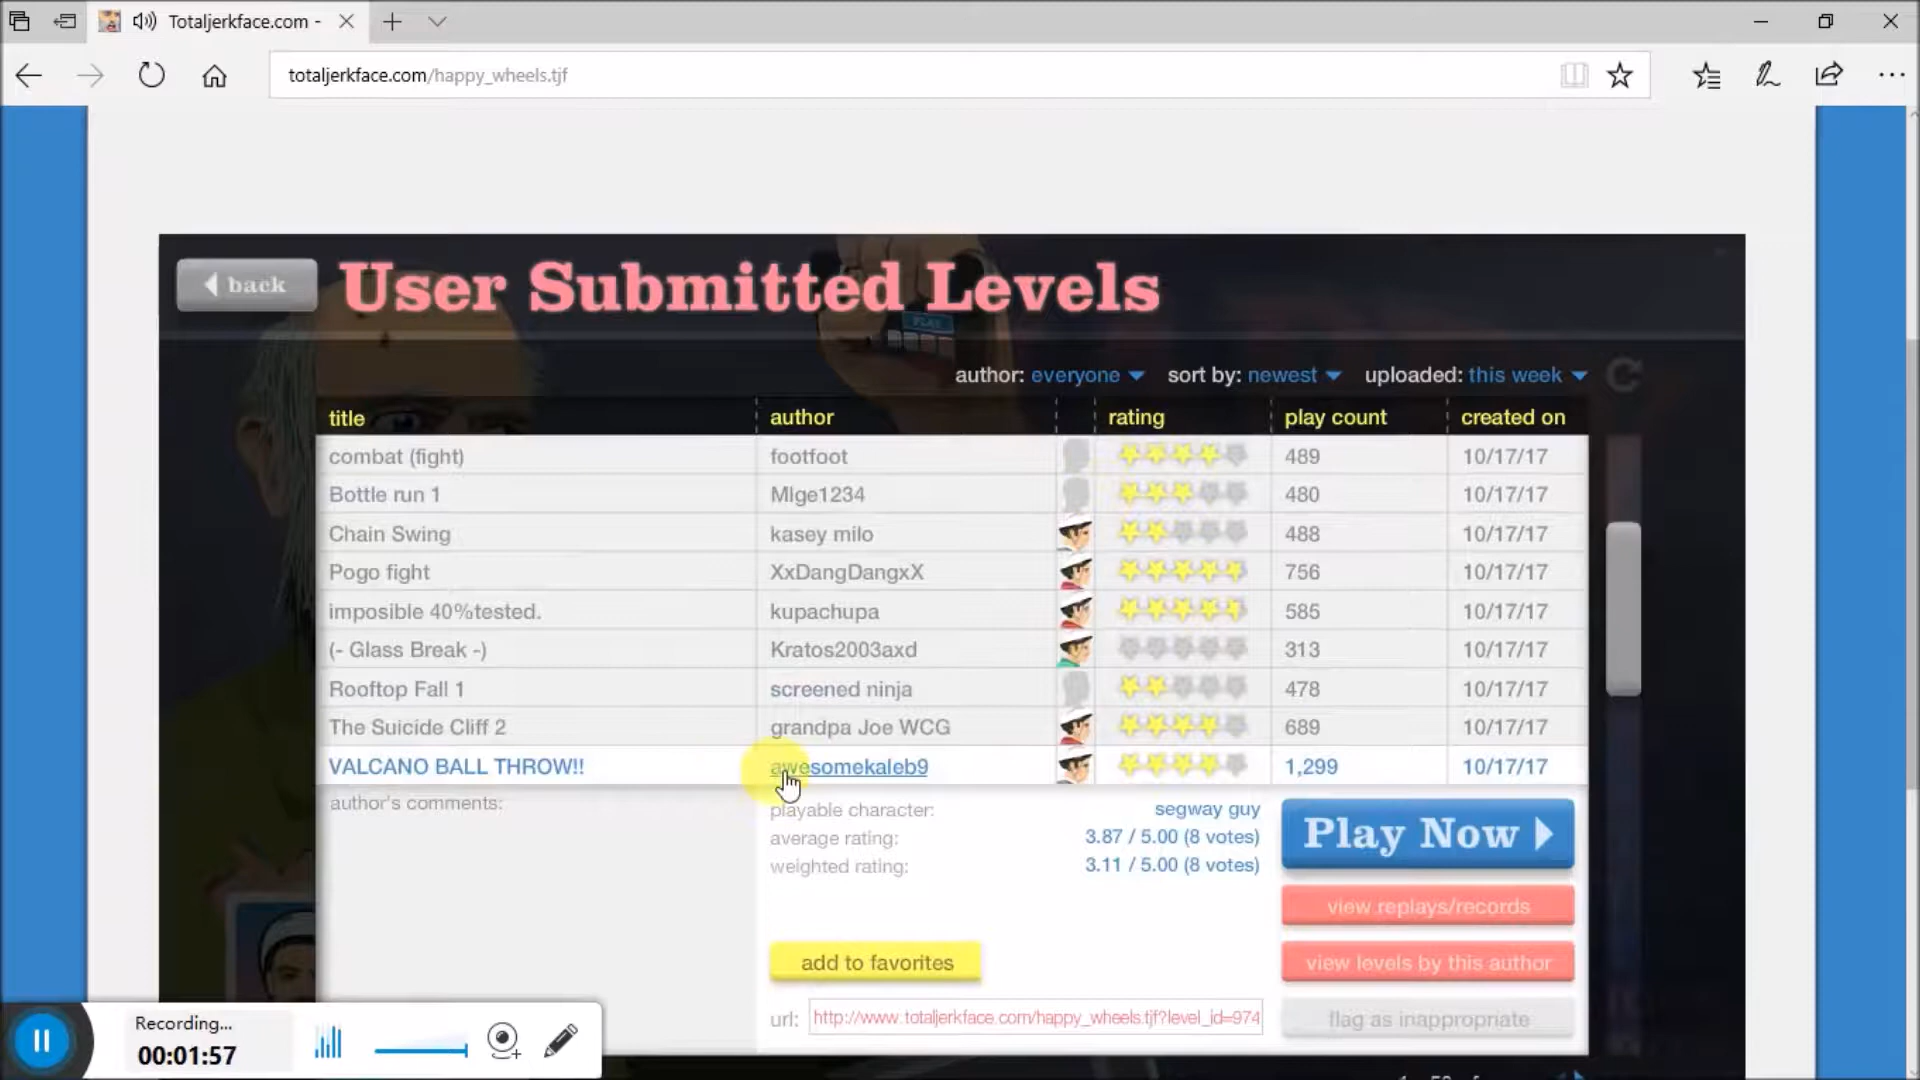 Totaljerkface.com -
totaljerkface.com/happy_wheels.tjf
back
User Submitted Levels
PLAY
author: everyone sort by: newest uploaded: this week
title author rating play count created on
combat (fight) footfoot 489 10/17/17
Bottle run 1 MIge1234 480 10/17/17
Chain Swing kasey milo 488 10/17/17
Pogo fight XxDangDangxX 756 10/17/17
imposible 40%tested. kupachupa 585 10/17/17
(- Glass Break -) Kratos2003axd 313 10/17/17
Rooftop Fall 1 screened ninja 478 10/17/17
The Suicide Cliff 2 grandpa Joe WCG 689 10/17/17
VALCANO BALL THROW!! awesomekaleb9 1,299 10/17/17
author's comments:
playable character: segway guy
average rating: 3.87 / 5.00 (8 votes)
weighted rating: 3.11 / 5.00 (8 votes)
Play Now
view replays/records
add to favorites
view levels by this author
url: http://www.totaljerkface.com/happy_wheels.tjf?level_id=974
flag as inappropriate
Recording...
00:01:57